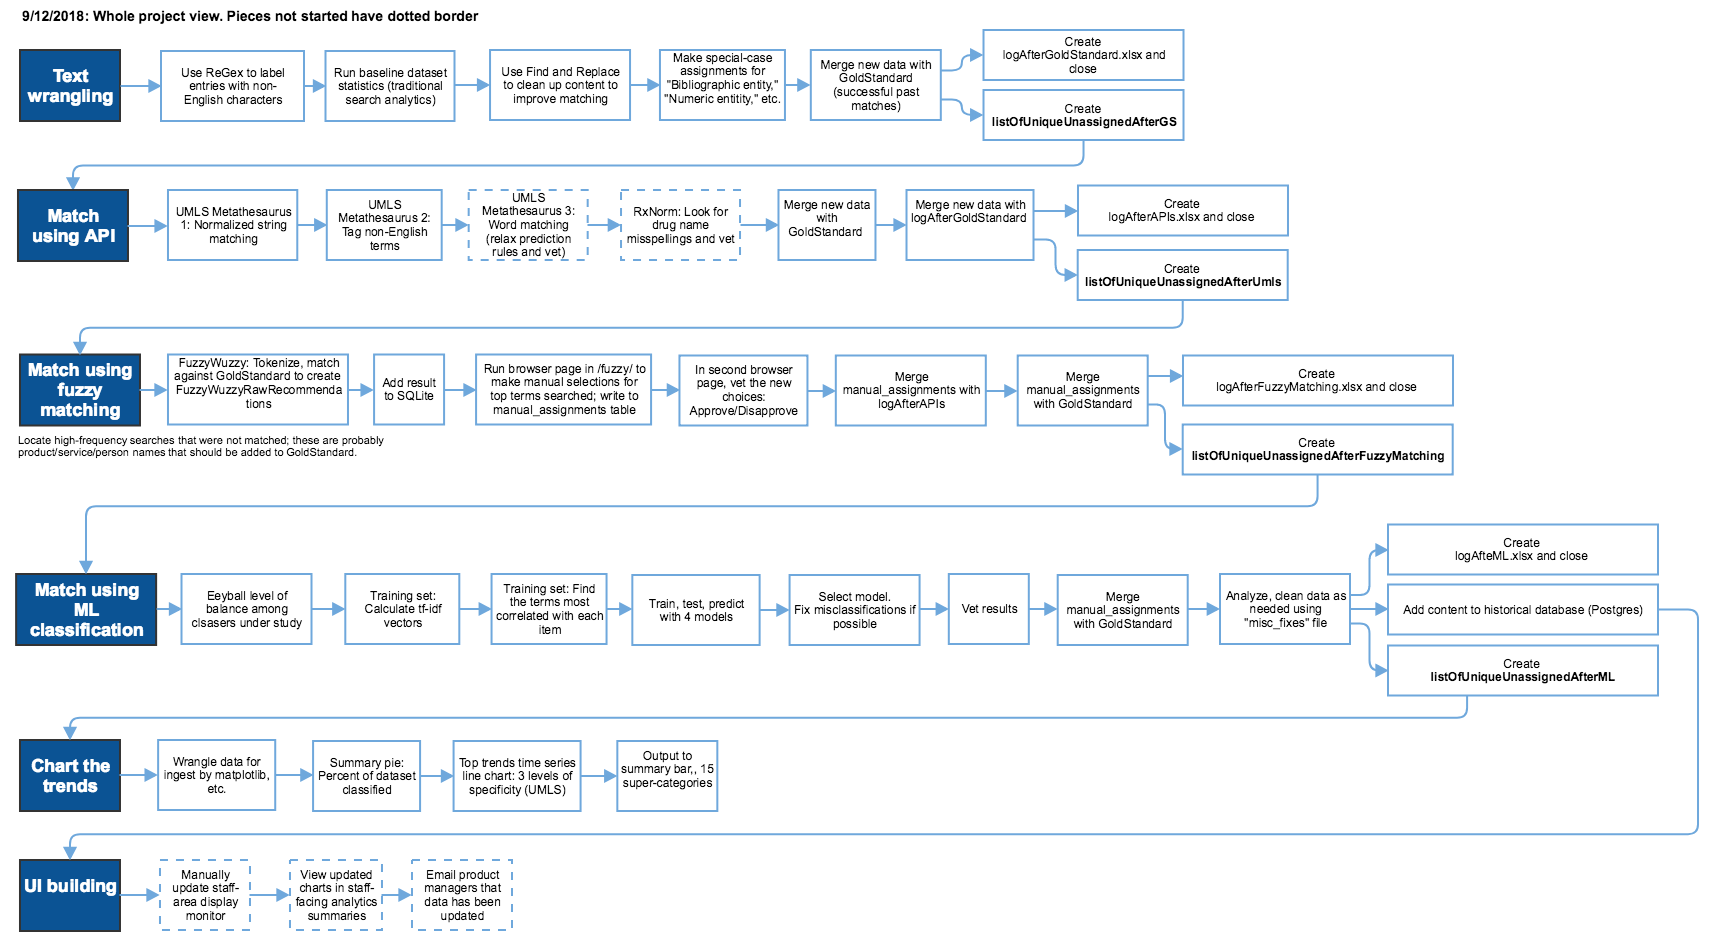 9/12/2018: Whole project view. Pieces not started have dotted border
Text
wrangling
Use ReGex to label
entries with non-
English characters
Run baseline dataset
statistics (traditional
search analytics)
Use Find and Replace
to clean up content to
improve matching
Make special-case
assignments for
"Bibliographic entity,"
"Numeric entitity," etc.
Merge new data with
GoldStandard
(successful past
matches)
Create
logAfterGoldStandard.xlsx and
close
Create
listOfUniqueUnassignedAfterGS
Match
using API
UMLS Metathesaurus
1: Normalized string
matching
UMLS
Metathesaurus 2:
Tag non-English
terms
UMLS
Metathesaurus 3:
Word matching
(relax prediction
rules and vet)
RxNorm: Look for
drug name
misspellings and vet
Merge new data
with
GoldStandard
Merge new data with
logAfterGoldStandard
Create
logAfterAPIs.xlsx and close
Create
listOfUniqueUnassignedAfterUmls
Match using
fuzzy
matching
FuzzyWuzzy: Tokenize, match
against GoldStandard to create
FuzzyWuzzyRawRecommenda
tions
Add result
to SQLite
Run browser page in /fuzzy/ to
make manual selections for
top terms searched; write to
manual_assignments table
In second browser
page, vet the new
choices:
Approve/Disapprove
Merge
manual_assignments with
logAfterAPIs
Merge
manual_assignments
with GoldStandard
Create
logAfterFuzzyMatching.xlsx and close
Create
listOfUniqueUnassignedAfterFuzzyMatching
Locate high-frequency searches that were not matched; these are probably
product/service/person names that should be added to GoldStandard.
Match using
ML
classification
Eeyball level of
balance among
clsasers under study
Training set:
Calculate tf-idf
vectors
Training set: Find
the terms most
correlated with each
item
Train, test, predict
with 4 models
Select model.
Fix misclassifications if
possible
Vet results
Merge
manual_assignments
with GoldStandard
Analyze, clean data as
needed using
"misc_fixes" file
Create
logAfteML.xlsx and close
Add content to historical database (Postgres)
Create
listOfUniqueUnassignedAfterML
Chart the
trends
Wrangle data for
ingest by matplotlib,
etc.
Summary pie:
Percent of dataset
classified
Top trends time series
line chart: 3 levels of
specificity (UMLS)
Output to
summary bar,, 15
super-categories
UI building
Manually
update staff-
area display
monitor
View updated
charts in staff-
facing analytics
summaries
Email product
managers that
data has been
updated